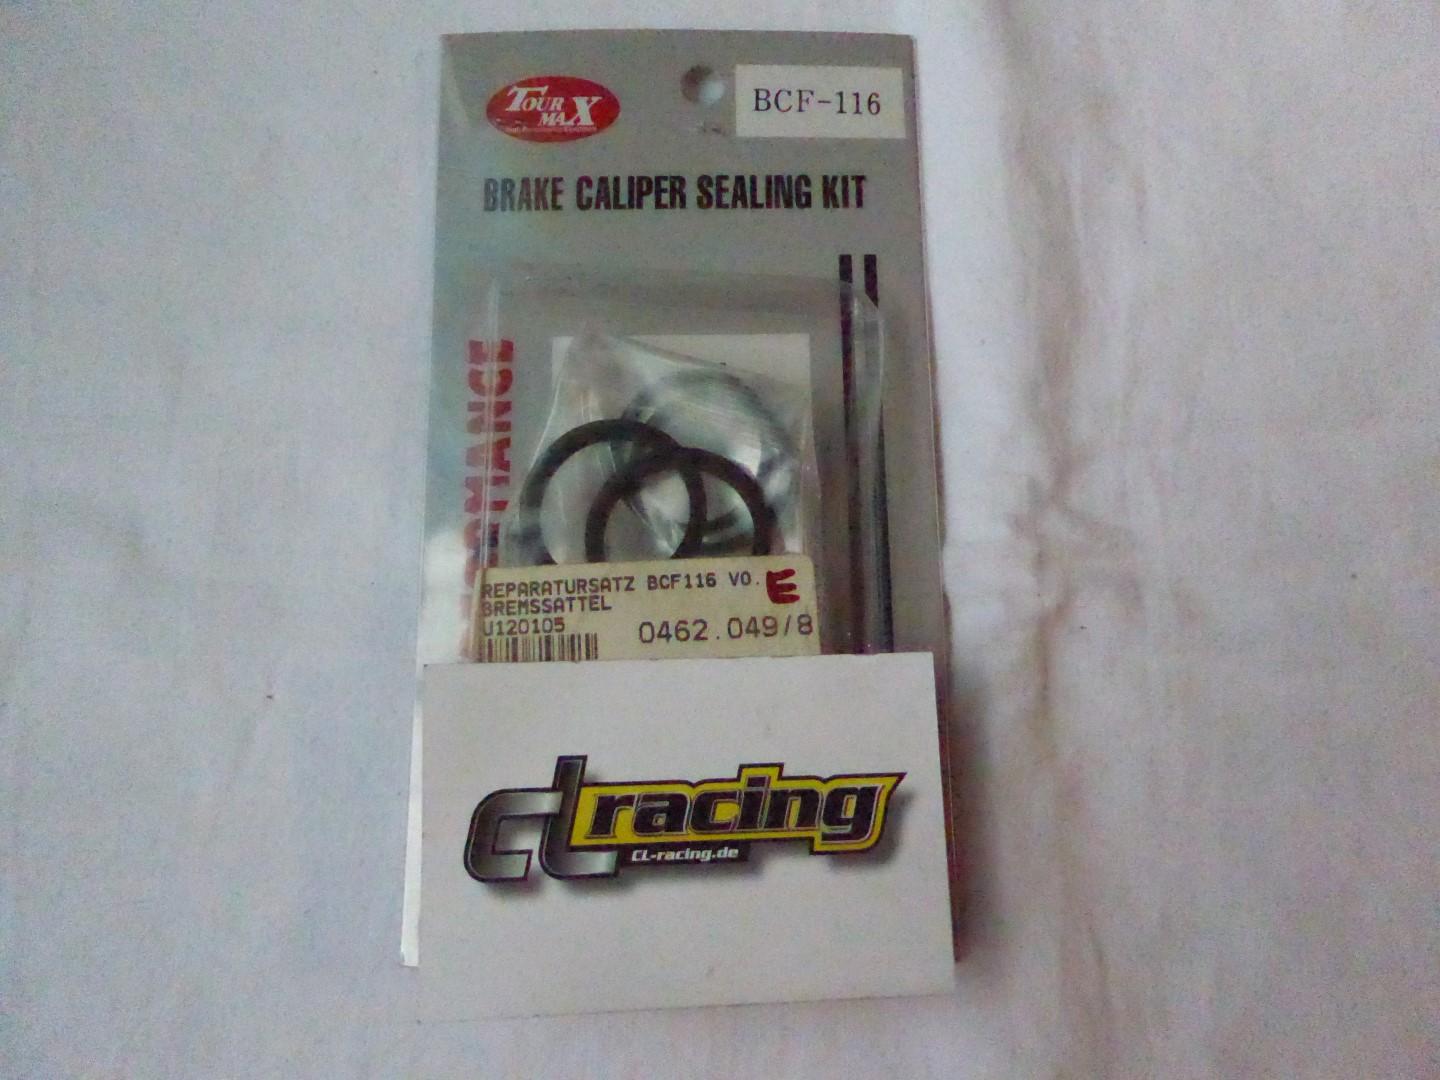 TOUR MAX
BCF-116
BRAKE CALIPER SEALING KIT
REPARATURSATZ BCF116 VO. E
BREMSSATTEL
U120105
0462.049/8
CL racing
CL-racing.de